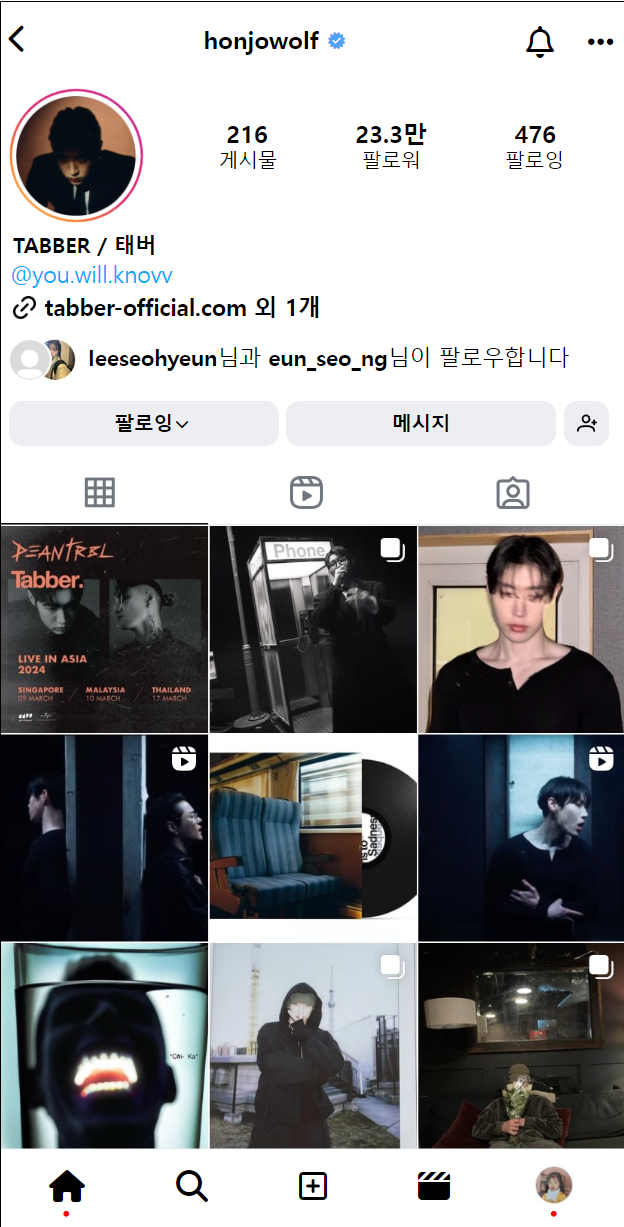 honjowolf
216 23.3만 476
게시물 팔로워 팔로잉
TABBER / 태버
@you.will.knovv
tabber-official.com 외 1개
leeseohyeun님과 eun_seo_ng님이 팔로우합니다
팔로잉 메시지
DEANTRBL
Tabber.
LIVE IN ASIA
2024
SINGAPORE MALAYSIA THAILAND
09 MARCH 10 MARCH 17 MARCH
Phone
is to
Sadness
"Chi- Ka"